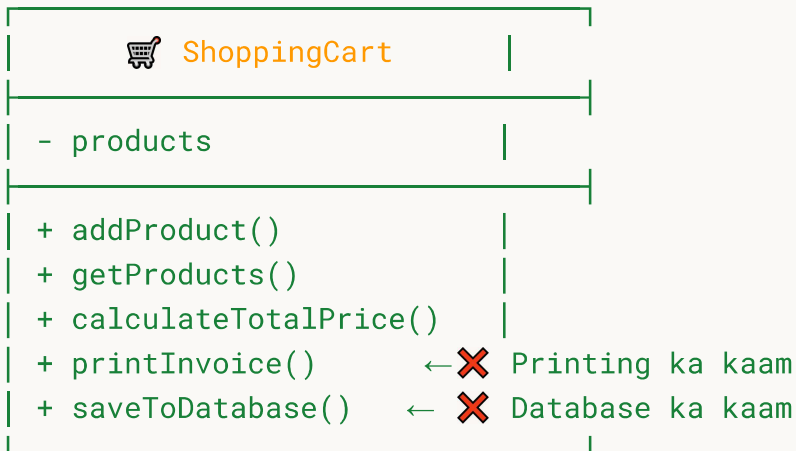 🛒 ShoppingCart
- products
+ addProduct()
+ getProducts()
+ calculateTotalPrice()
+ printInvoice() ←❌ Printing ka kaam
+ saveToDatabase() ← ❌ Database ka kaam